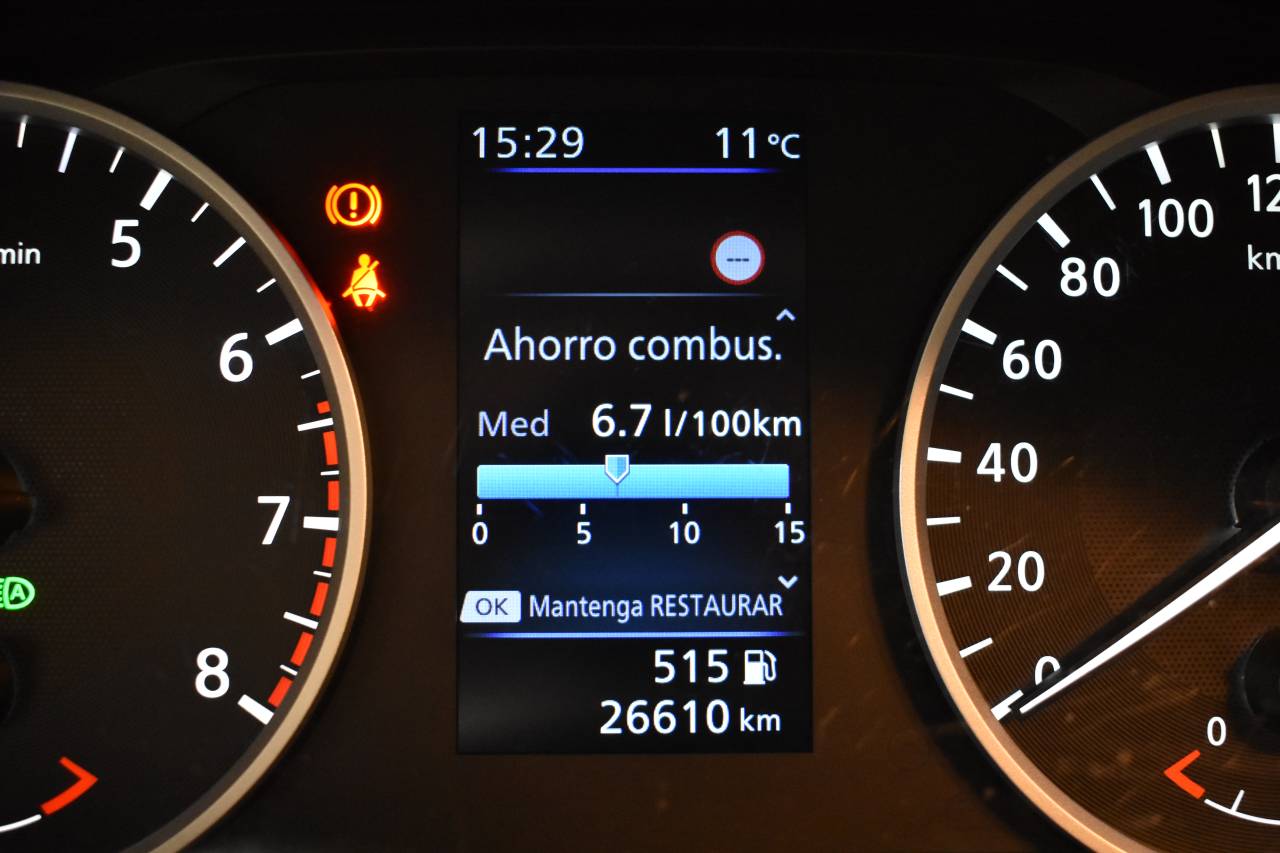 15:29 11°C
---
Ahorro combus.
Med 6.7 l/100km
0 5 10 15
OK Mantenga RESTAURAR
515
26610 km
min
5
6
7
8
A
100
80
60
40
20
0
0